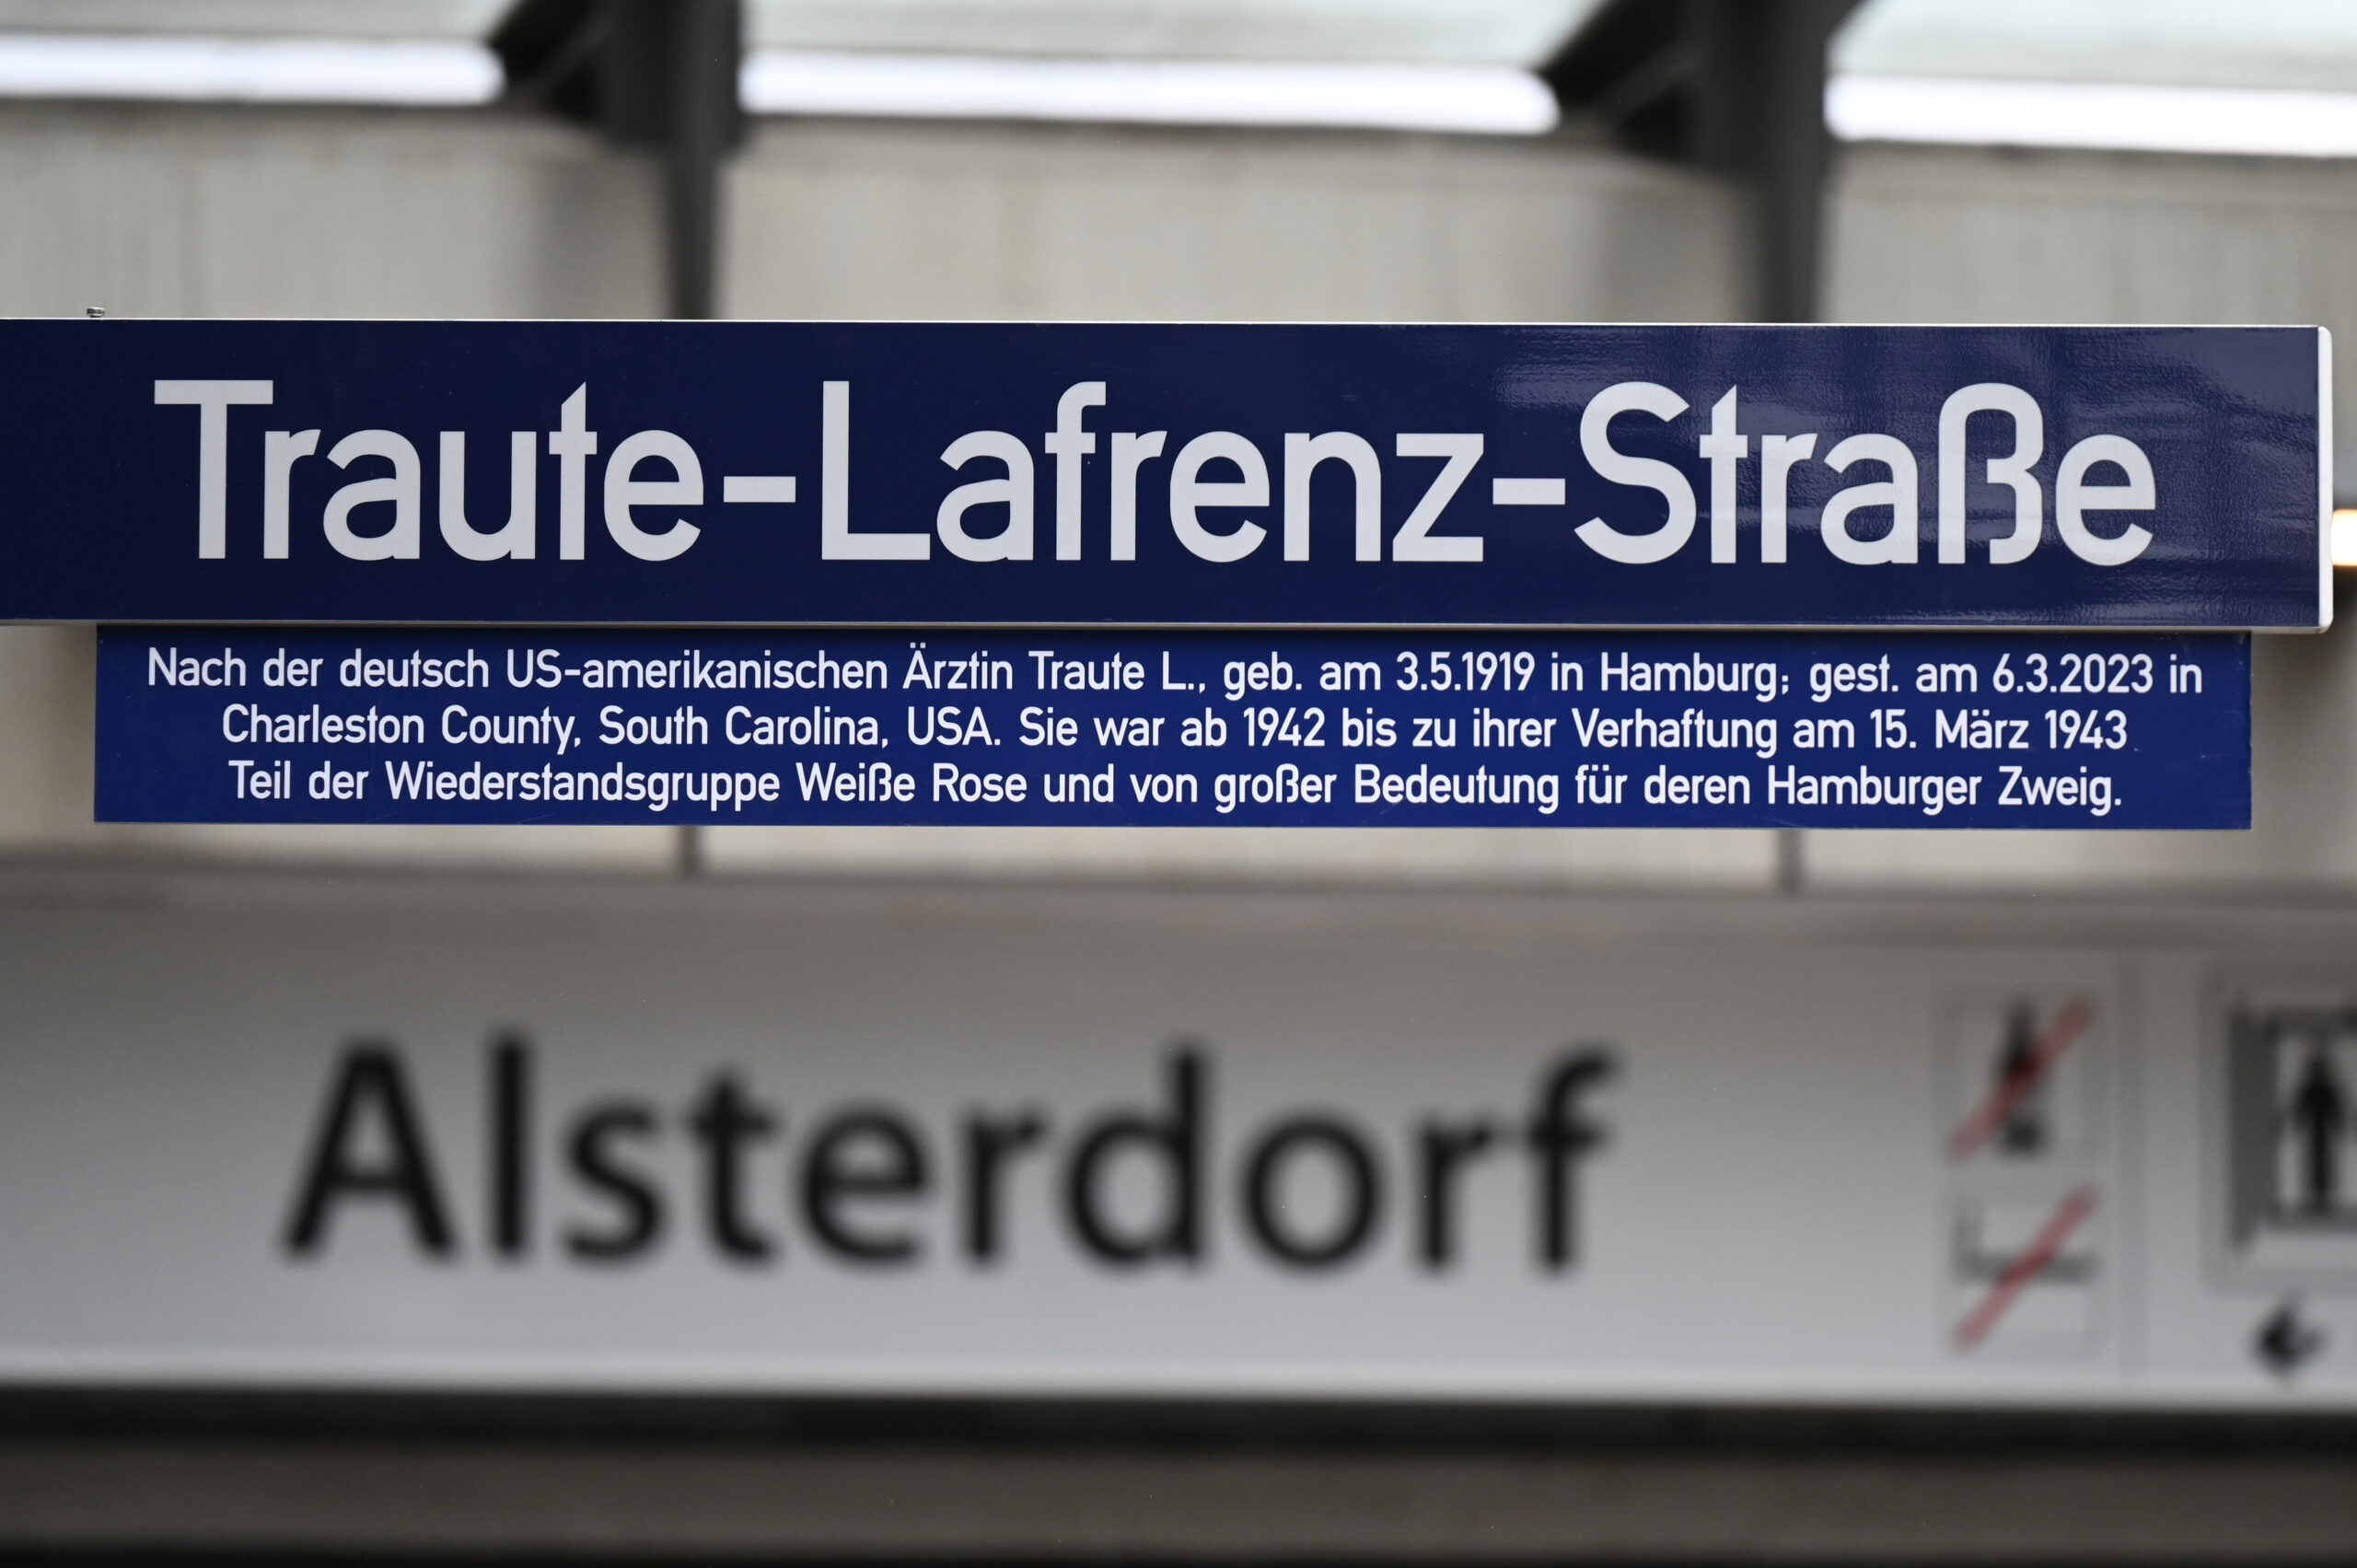 Traute-Lafrenz-Straße
Nach der deutsch US-amerikanischen Ärztin Traute L., geb. am 3.5.1919 in Hamburg; gest. am 6.3.2023 in
Charleston County, South Carolina, USA. Sie war ab 1942 bis zu ihrer Verhaftung am 15. März 1943
Teil der Wiederstandsgruppe Weiße Rose und von großer Bedeutung für deren Hamburger Zweig.
Alsterdorf